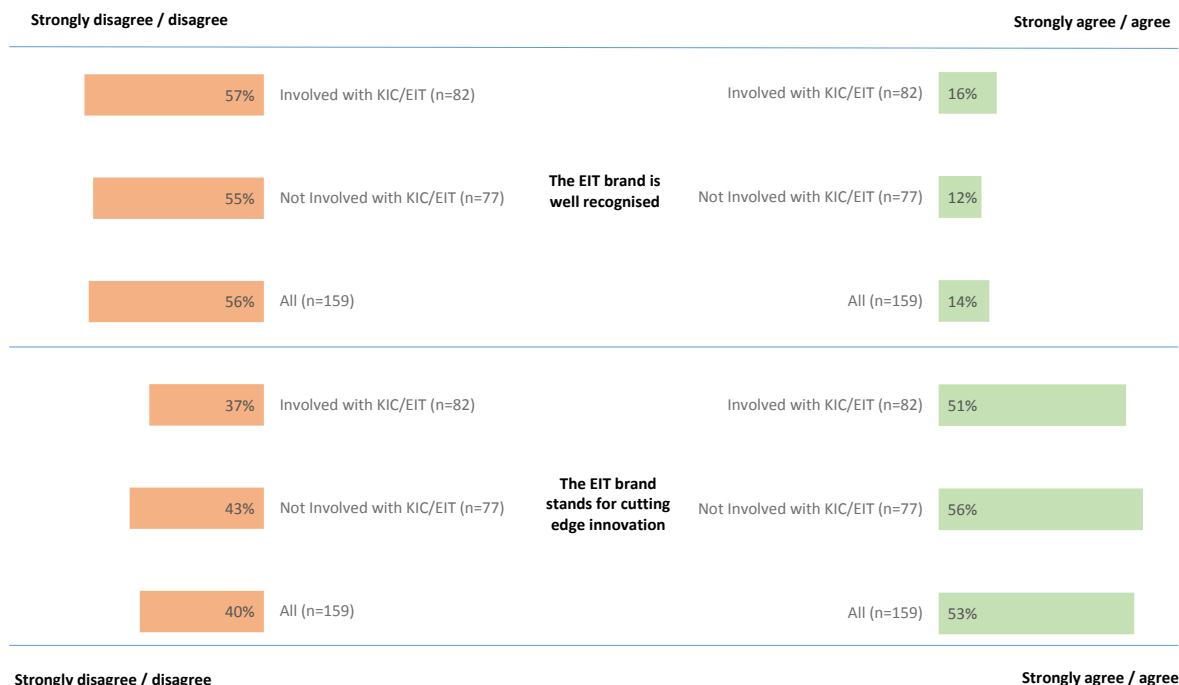 Strongly disagree / disagree
Strongly agree / agree
57%
Involved with KIC/EIT (n=82)
Involved with KIC/EIT (n=82)
16%
55%
Not Involved with KIC/EIT (n=77)
The EIT brand is
well recognised
Not Involved with KIC/EIT (n=77)
12%
56%
All (n=159)
All (n=159)
14%
37%
Involved with KIC/EIT (n=82)
Involved with KIC/EIT (n=82)
51%
43%
Not Involved with KIC/EIT (n=77)
The EIT brand
stands for cutting
edge innovation
Not Involved with KIC/EIT (n=77)
56%
40%
All (n=159)
All (n=159)
53%
Strongly disagree / disagree
Strongly agree / agree